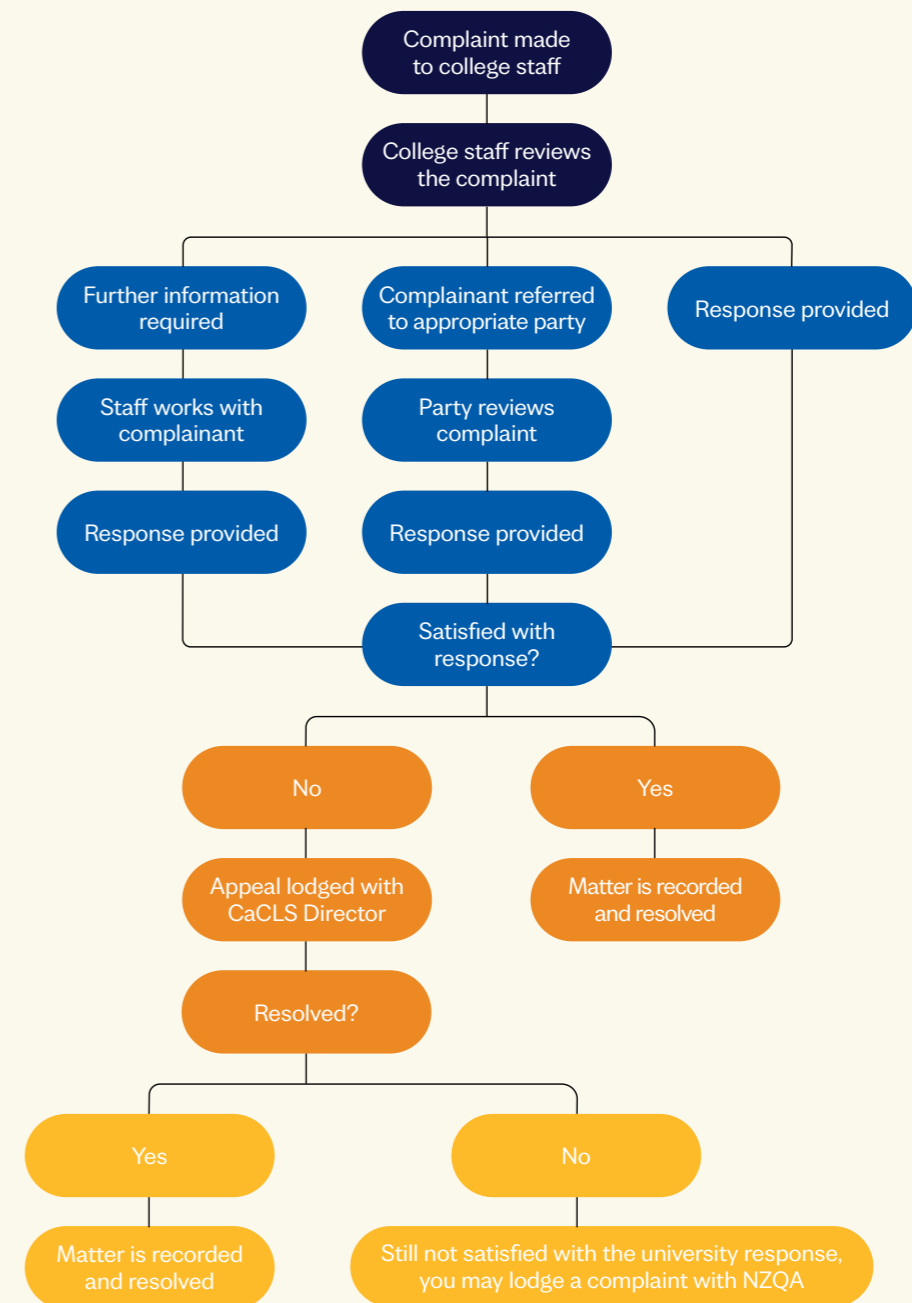 Complaint made
to college staff
College staff reviews
the complaint
Further information
required
Complainant referred
to appropriate party
Response provided
Staff works with
complainant
Party reviews
complaint
Response provided
Response provided
Satisfied with
response?
No
Yes
Appeal lodged with
CaCLS Director
Matter is recorded
and resolved
Resolved?
Yes
No
Matter is recorded
and resolved
Still not satisfied with the university response,
you may lodge a complaint with NZQA